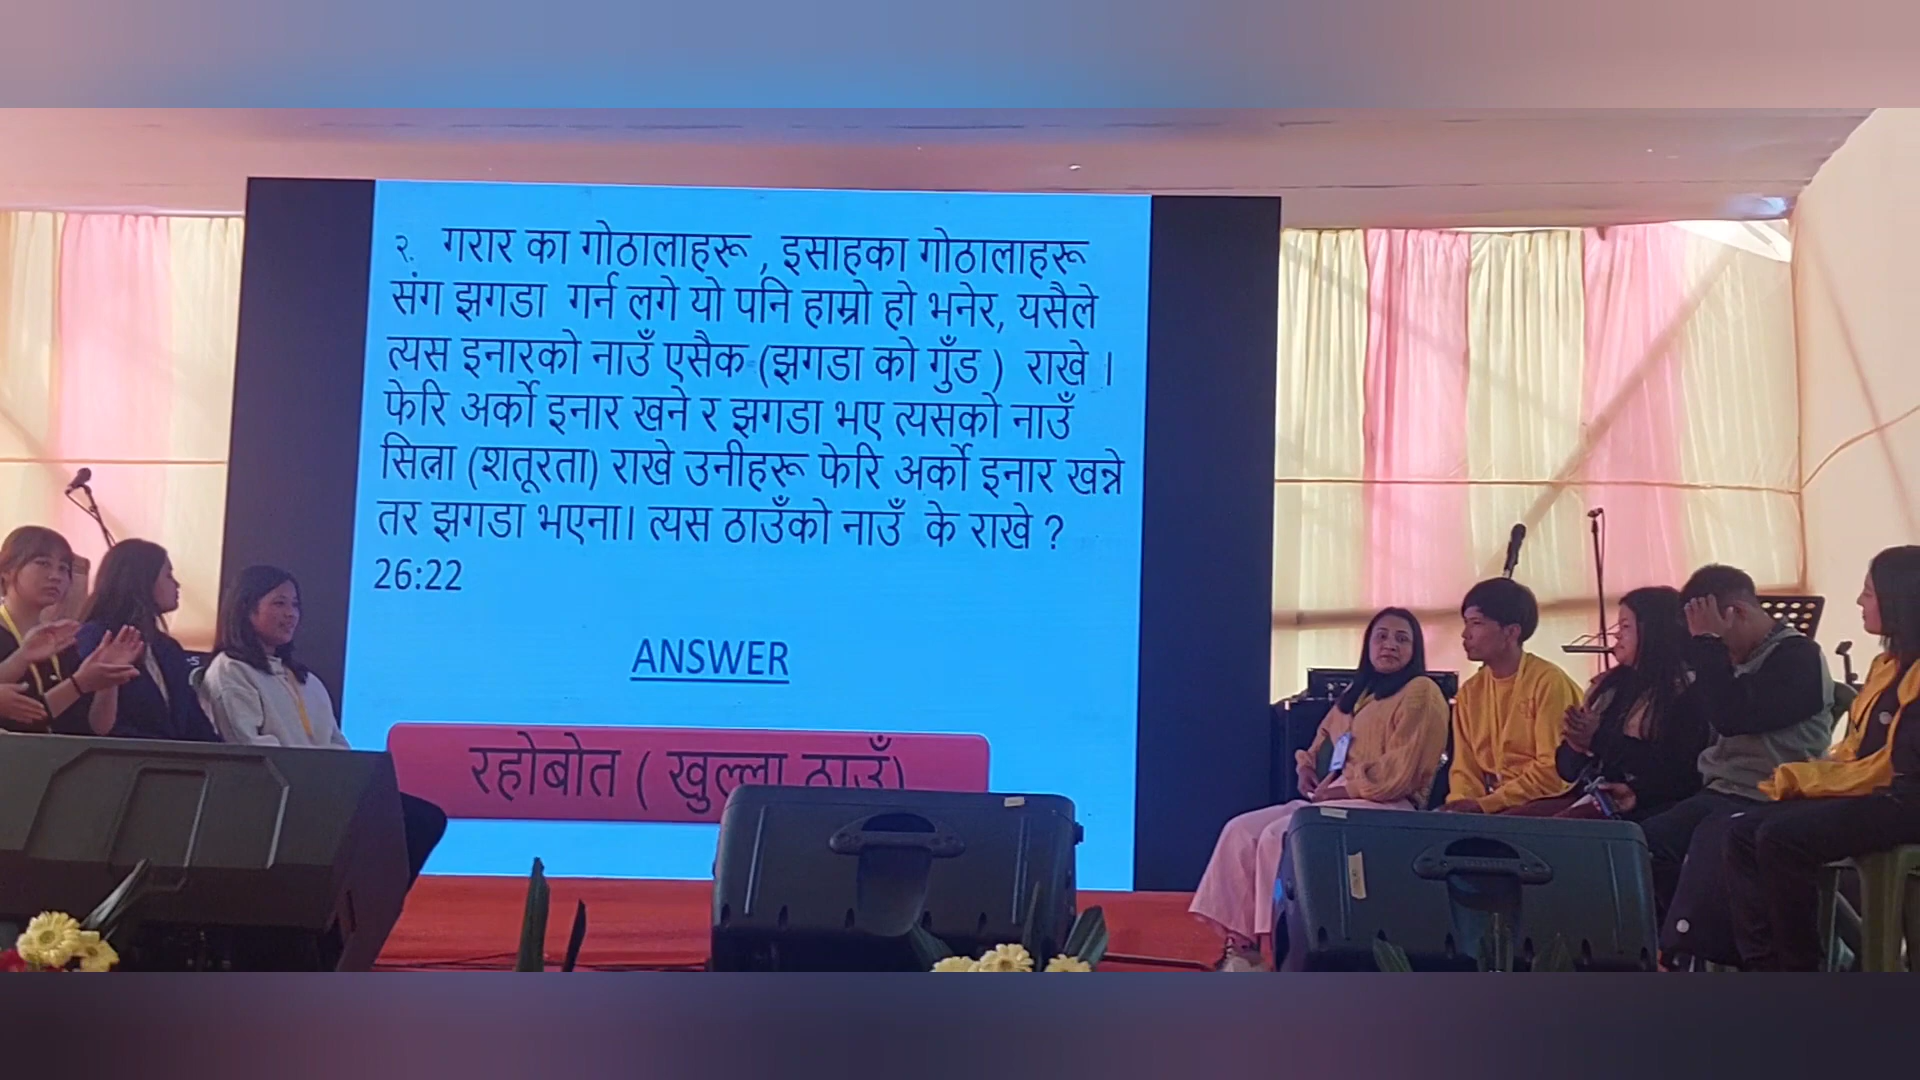 २. गरार का गोठालाहरू , इसाहका गोठालाहरू
संग झगडा गर्न लगे यो पनि हाम्रो हो भनेर, यसैले
त्यस इनारको नाउँ एसैक (झगडा को गुँड ) राखे ।
फेरि अर्को इनार खने र झगडा भए त्यसको नाउँ
सित्ना (शतूरता) राखे उनीहरू फेरि अर्को इनार खन्ने
तर झगडा भएना। त्यस ठाउँको नाउँ के राखे ?
26:22
ANSWER
रहोबोत ( खुल्ला ठाउँ)